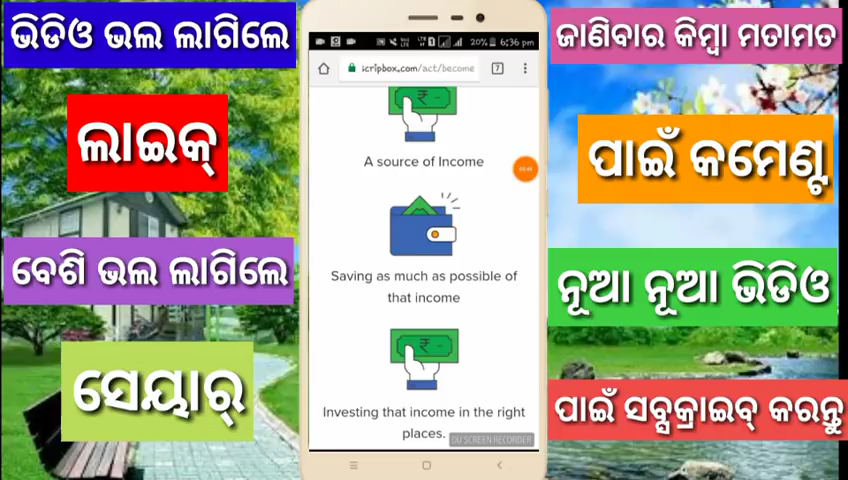 ଭିଡିଓ ଭଲ ଲାଗିଲେ
ଲାଇକ୍
ବେଶି ଭଲ ଲାଗିଲେ
ସେୟାର୍
20% 6:36 pm
icripbox.com/act/become
7
A source of Income
Saving as much as possible of
that income
Investing that income in the right
places.
DU SCREEN RECORDER
ଜାଣିବାର କିମ୍ବା ମତାମତ
ପାଇଁ କମେଣ୍ଟ
ନୂଆ ନୂଆ ଭିଡିଓ
ପାଇଁ ସବ୍ସକ୍ରାଇବ୍ କରନ୍ତୁ